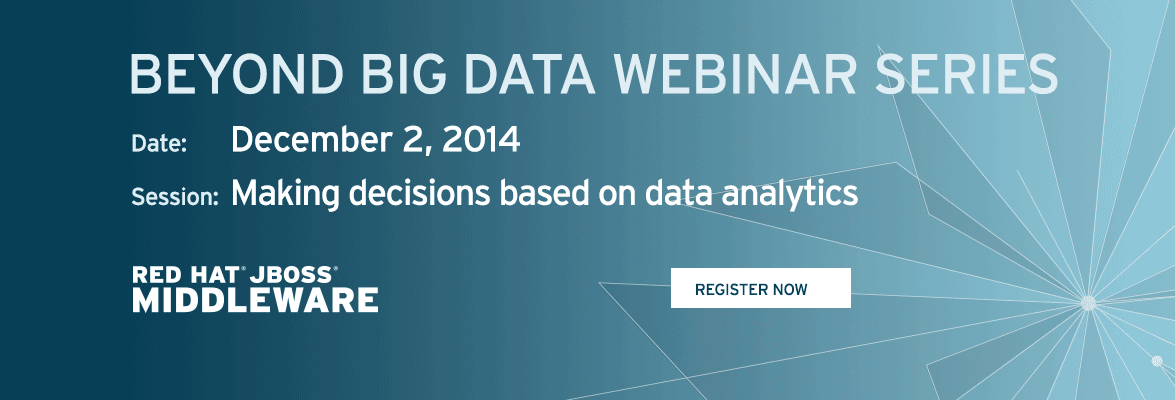 BEYOND BIG DATA WEBINAR SERIES
Date: December 2, 2014
Session: Making decisions based on data analytics
RED HAT® JBOSS®
MIDDLEWARE
REGISTER NOW